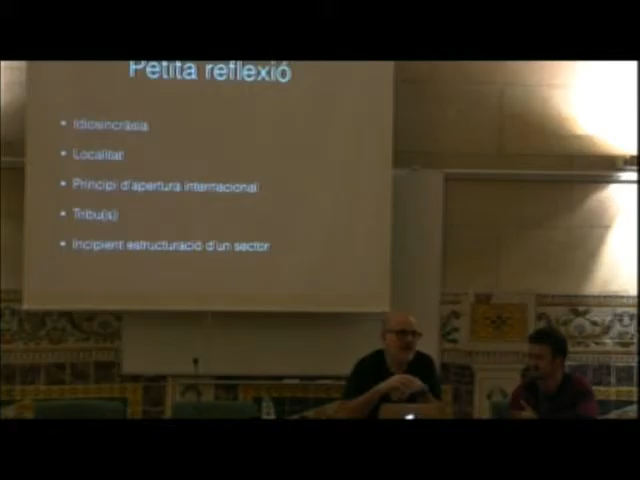 Petita reflexió
• Idiosincràsia
• Localitat
• Principi d'apertura internacional
• Tribu(s)
• Incipient estructuració d'un sector